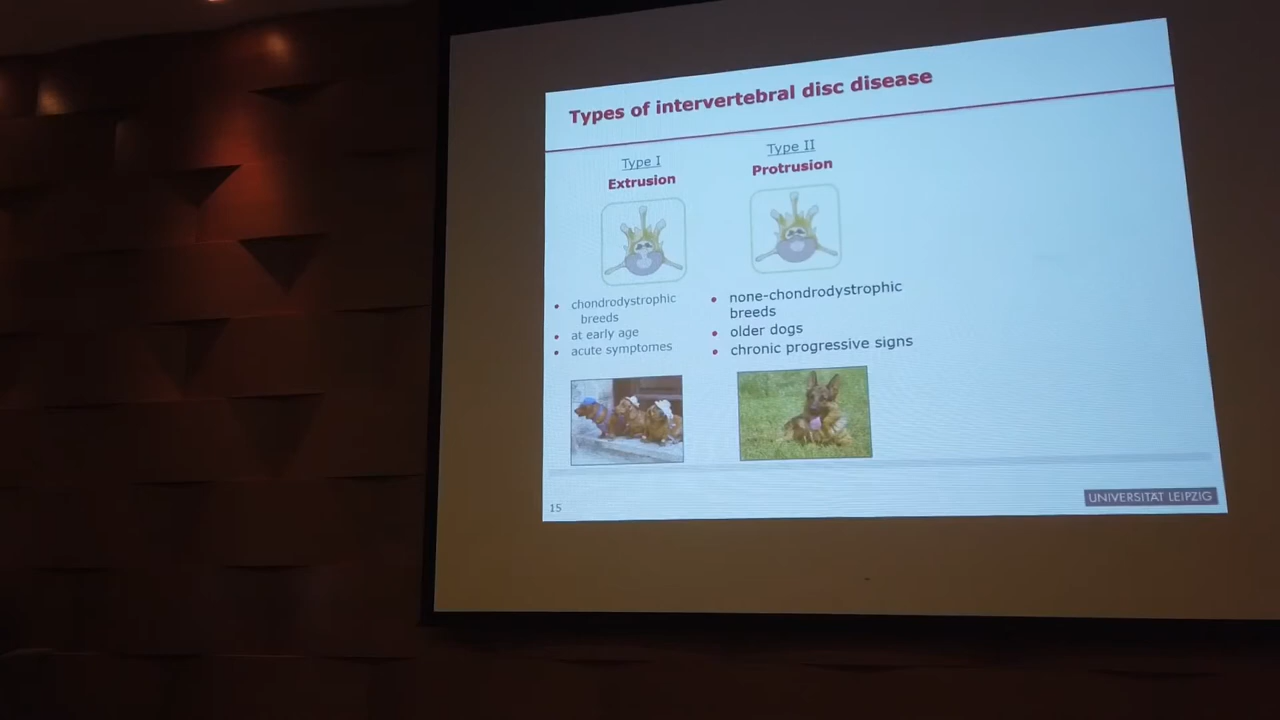 Types of intervertebral disc disease
Type I
Extrusion
• chondrodystrophic
breeds
• at early age
• acute symptomes
Type II
Protrusion
• none-chondrodystrophic
breeds
• older dogs
• chronic progressive signs
15
UNIVERSITÄT LEIPZIG